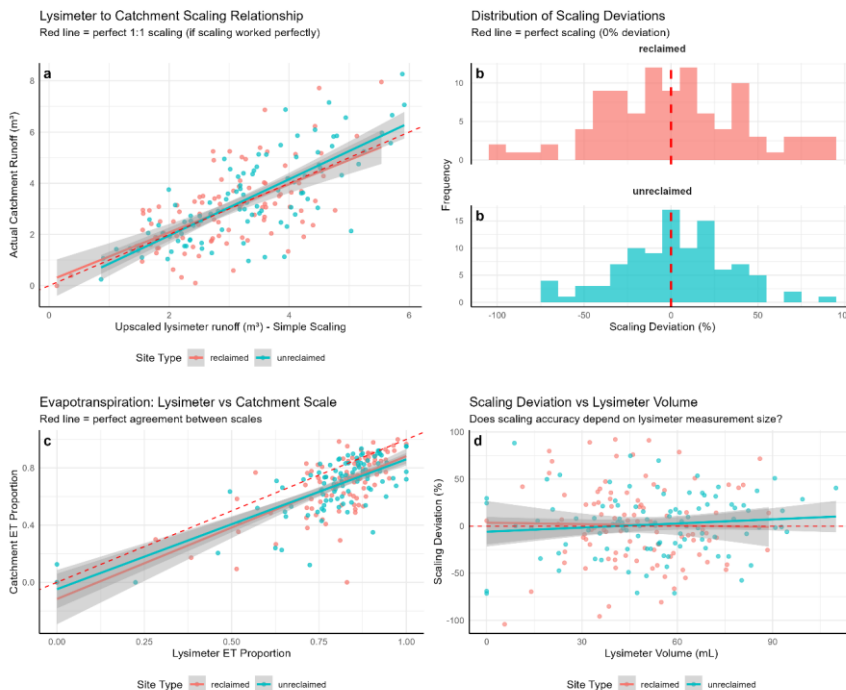 Lysimeter to Catchment Scaling Relationship
Red line = perfect 1:1 scaling (if scaling worked perfectly)
a
Actual Catchment Runoff (m³)
8
6
4
2
0
0
2
4
6
Upscaled lysimeter runoff (m³) - Simple Scaling
Site Type
reclaimed
unreclaimed
Distribution of Scaling Deviations
Red line = perfect scaling (0% deviation)
reclaimed
b
10
5
0
Frequency
unreclaimed
b
15
10
5
0
-100
-50
0
50
100
Scaling Deviation (%)
Evapotranspiration: Lysimeter vs Catchment Scale
Red line = perfect agreement between scales
c
Catchment ET Proportion
0.8
0.4
0.0
0.00
0.25
0.50
0.75
1.00
Lysimeter ET Proportion
Site Type
reclaimed
unreclaimed
Scaling Deviation vs Lysimeter Volume
Does scaling accuracy depend on lysimeter measurement size?
d
Scaling Deviation (%)
100
50
0
-50
-100
0
30
60
90
Lysimeter Volume (mL)
Site Type
reclaimed
unreclaimed